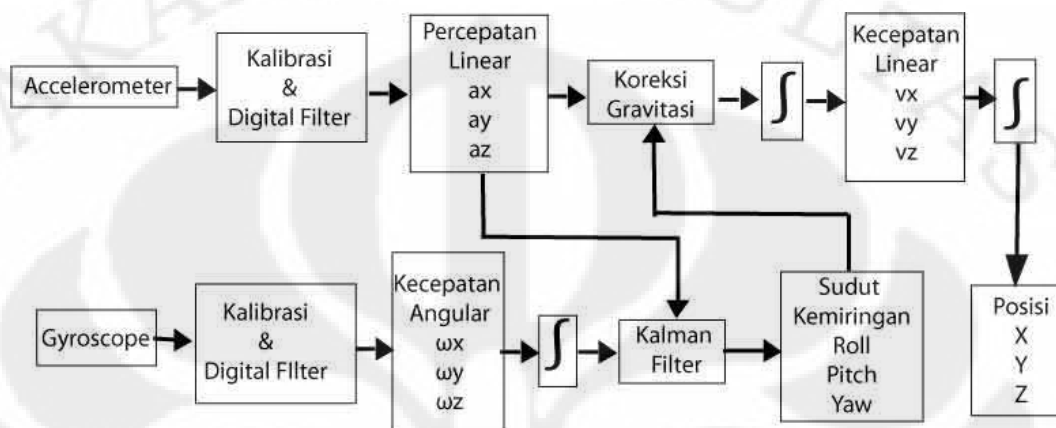 Accelerometer
Kalibrasi
&
Digital Filter
Percepatan
Linear
ax
ay
az
Koreksi
Gravitasi
∫
Kecepatan
Linear
vx
vy
vz
∫
Gyroscope
Kalibrasi
&
Digital FIlter
Kecepatan
Angular
ωx
ωy
ωz
∫
Kalman
Filter
Sudut
Kemiringan
Roll
Pitch
Yaw
Posisi
X
Y
Z